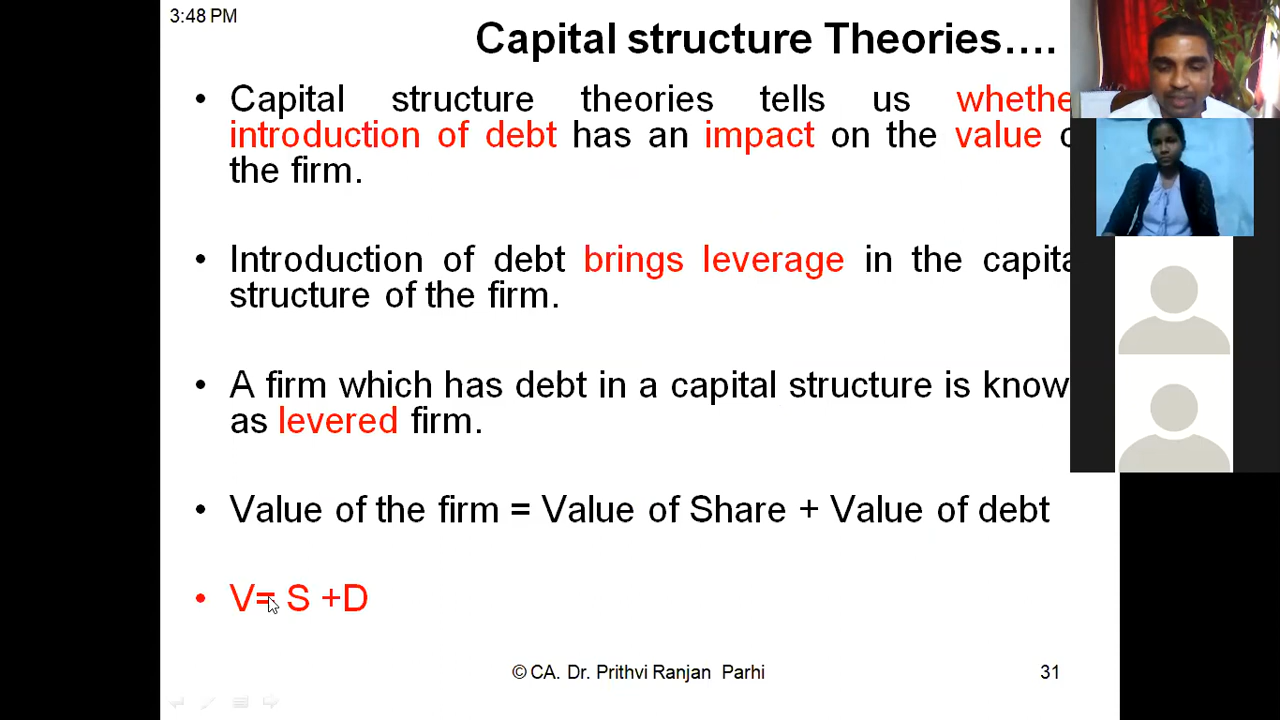 3:48 PM
Capital structure Theories....
• Capital structure theories tells us whethe
introduction of debt has an impact on the value o
the firm.
• Introduction of debt brings leverage in the capita
structure of the firm.
• A firm which has debt in a capital structure is know
as levered firm.
• Value of the firm = Value of Share + Value of debt
• V= S +D
© CA. Dr. Prithvi Ranjan Parhi
31